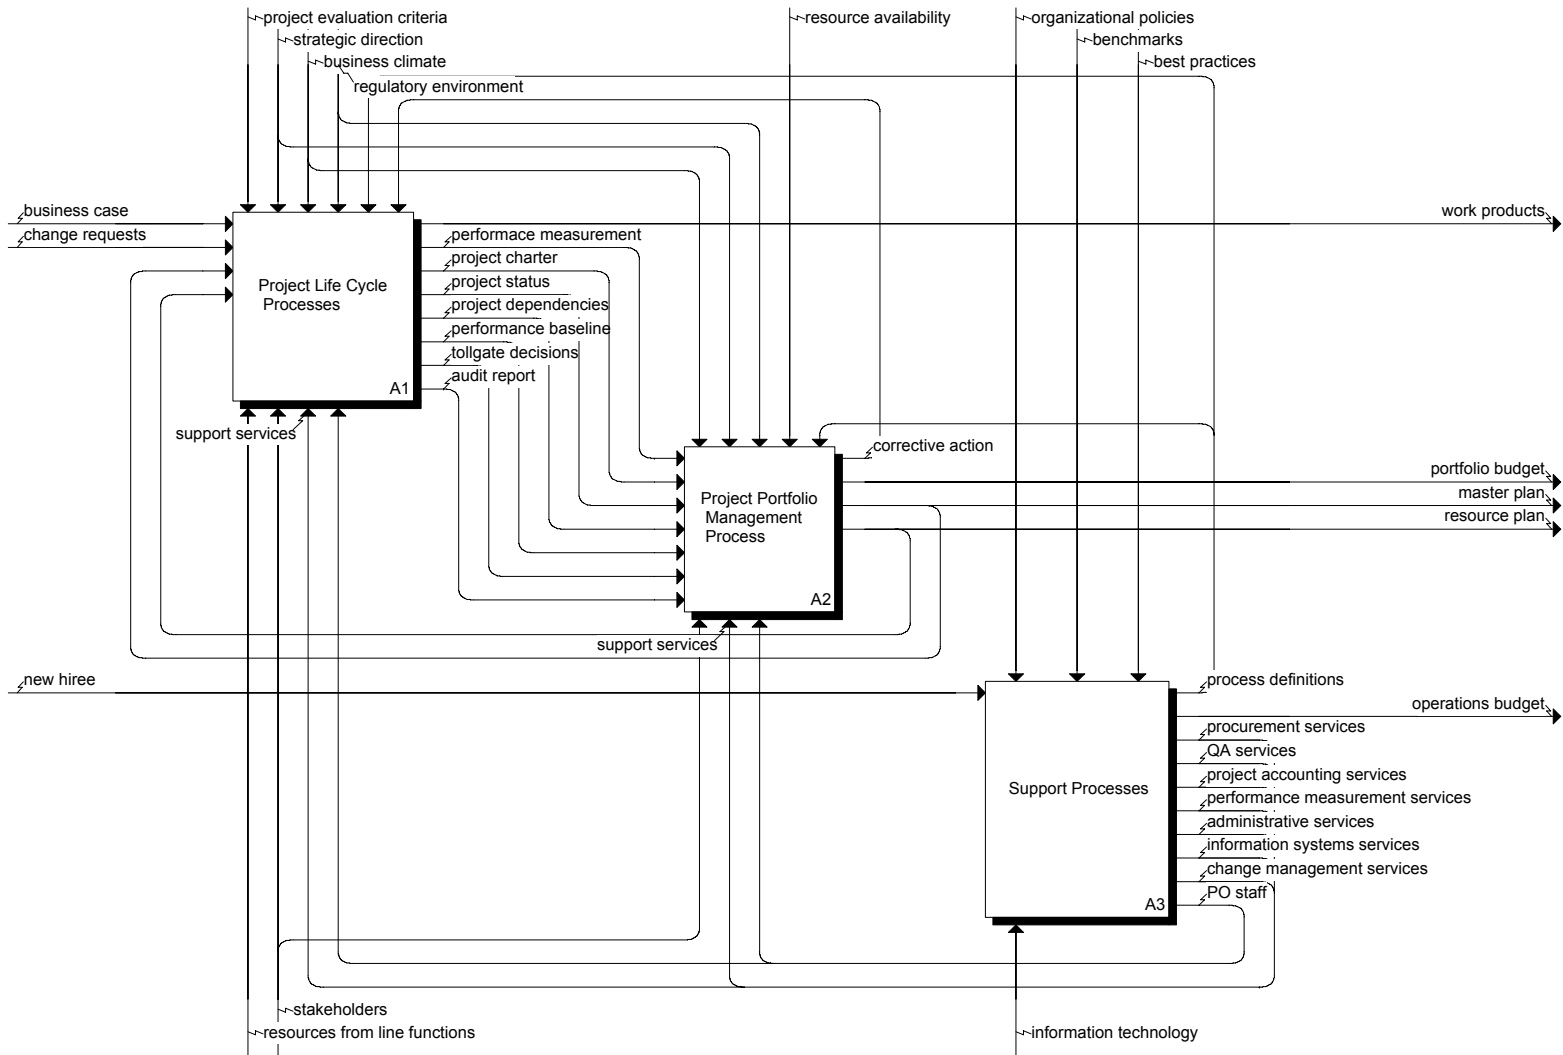 project evaluation criteria
resource availability
organizational policies
strategic direction
benchmarks
business climate
best practices
regulatory environment
business case
work products
change requests
performace measurement
project charter
project status
Project Life Cycle
Processes
project dependencies
performance baseline
tollgate decisions
audit report
A1
support services
corrective action
portfolio budget
master plan
resource plan
Project Portfolio
Management
Process
A2
support services
new hiree
process definitions
operations budget
procurement services
QA services
project accounting services
Support Processes
performance measurement services
administrative services
information systems services
change management services
PO staff
A3
stakeholders
resources from line functions
information technology